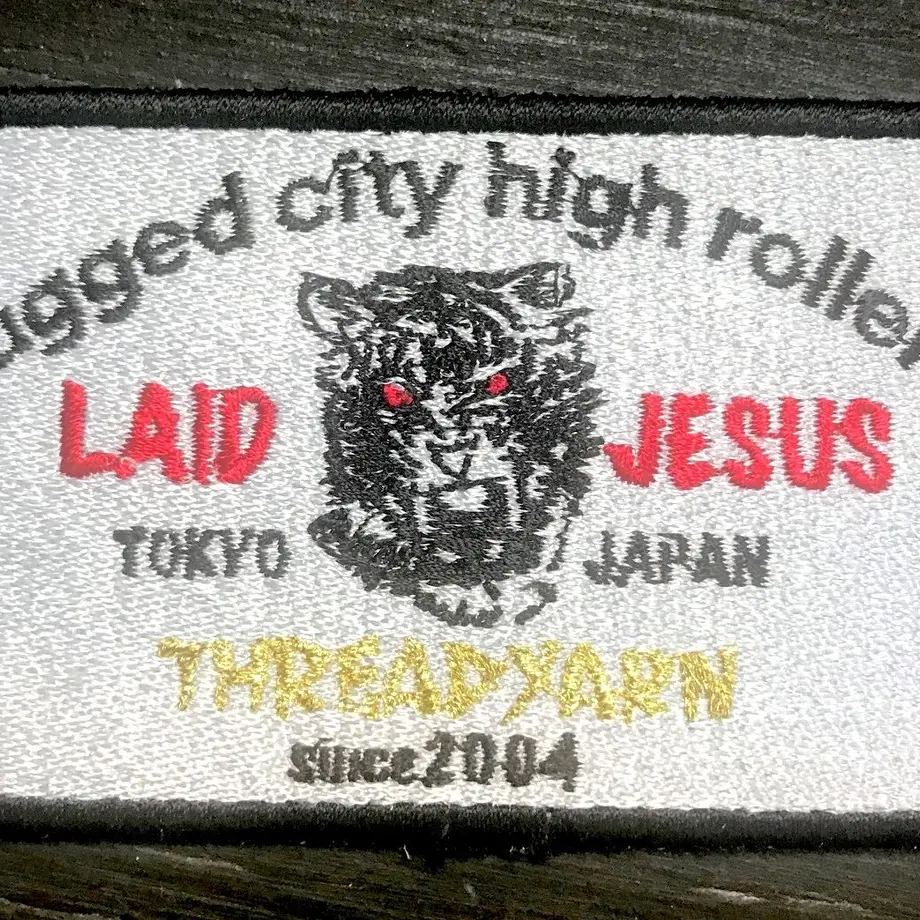 ugged city high roller
LAID JESUS
TOKYO JAPAN
THREADYARN
since2004